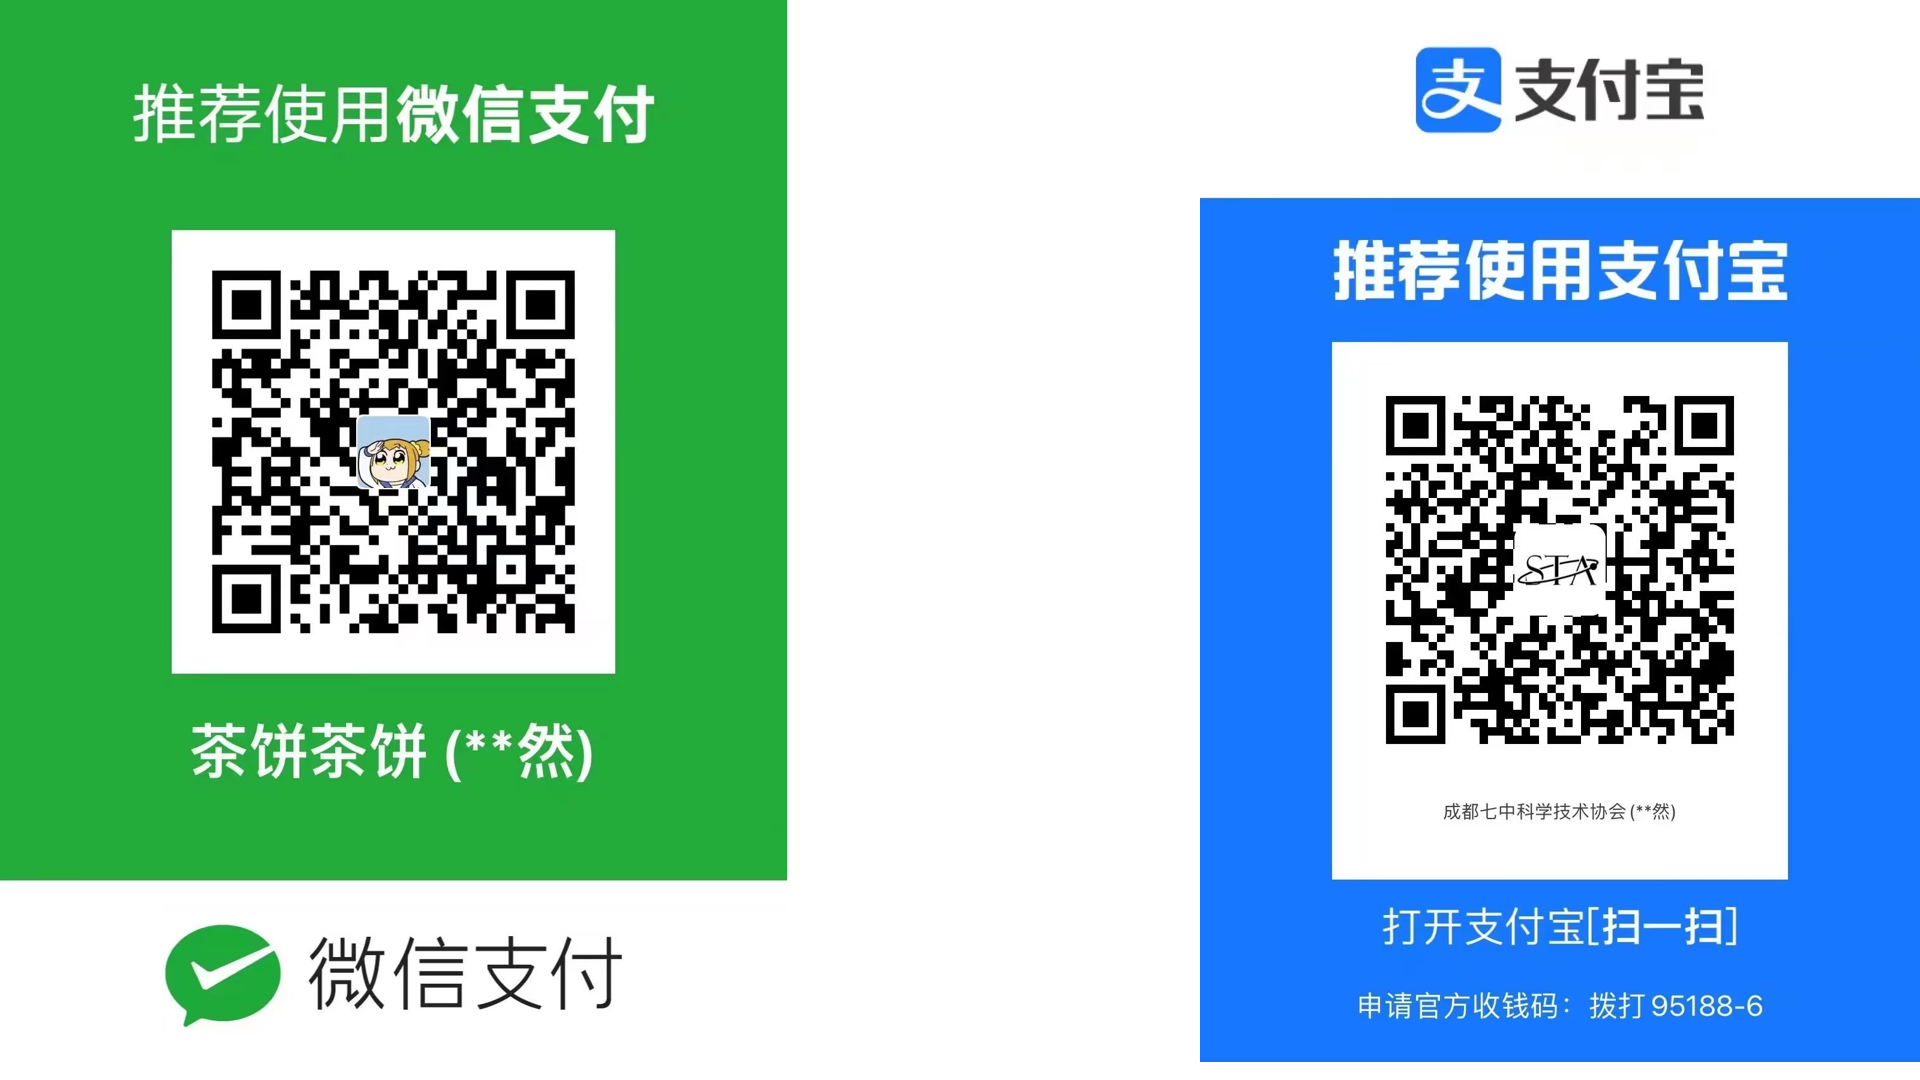 推荐使用微信支付
茶饼茶饼 (**然)
微信支付
支付宝
推荐使用支付宝
STA
成都七中科学技术协会 (**然)
打开支付宝[扫一扫]
申请官方收钱码：拨打 95188-6